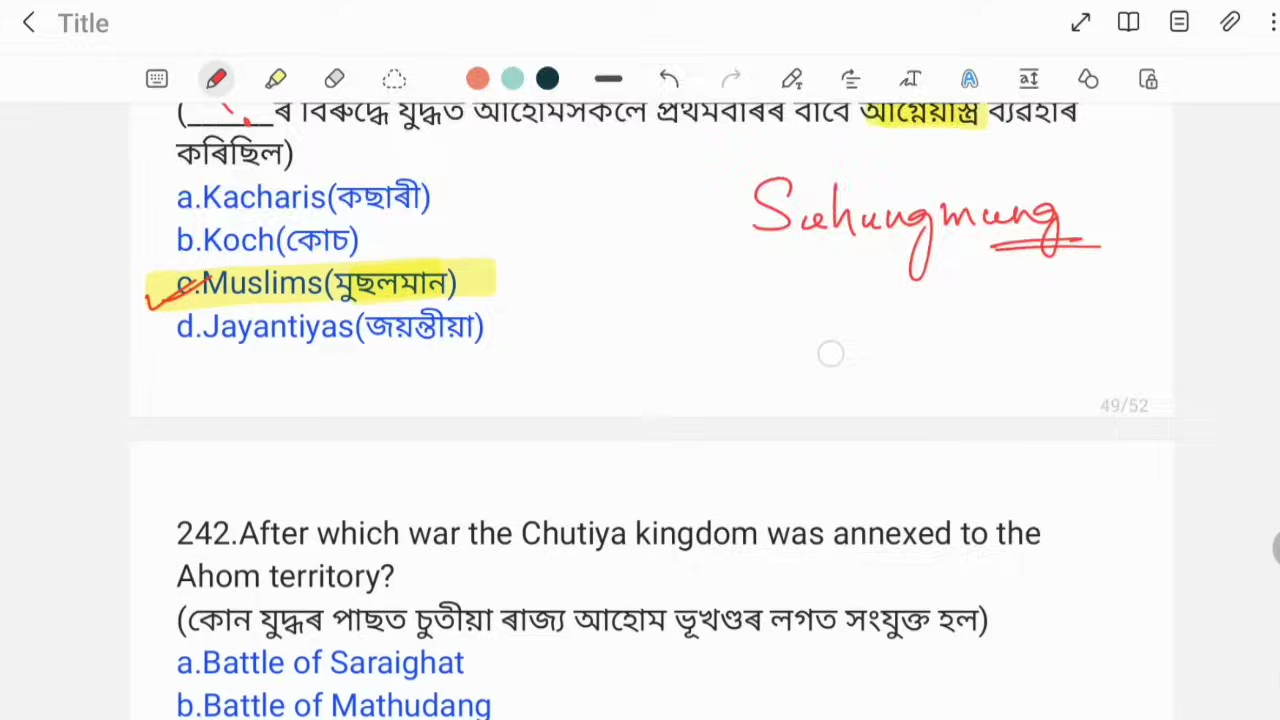 Title
(______ৰ বিৰুদ্ধে যুদ্ধত আহোমসকলে প্ৰথমবাৰৰ বাবে আগ্নেয়াস্ত্ৰ ব্যৱহাৰ
কৰিছিল)
a.Kacharis(কছাৰী)
b.Koch(কোচ)
c.Muslims(মুছলমান)
d.Jayantiyas(জয়ন্তীয়া)
Suhungmung
49/52
242.After which war the Chutiya kingdom was annexed to the
Ahom territory?
(কোন যুদ্ধৰ পাছত চুতীয়া ৰাজ্য আহোম ভূখণ্ডৰ লগত সংযুক্ত হল)
a.Battle of Saraighat
b.Battle of Mathudang